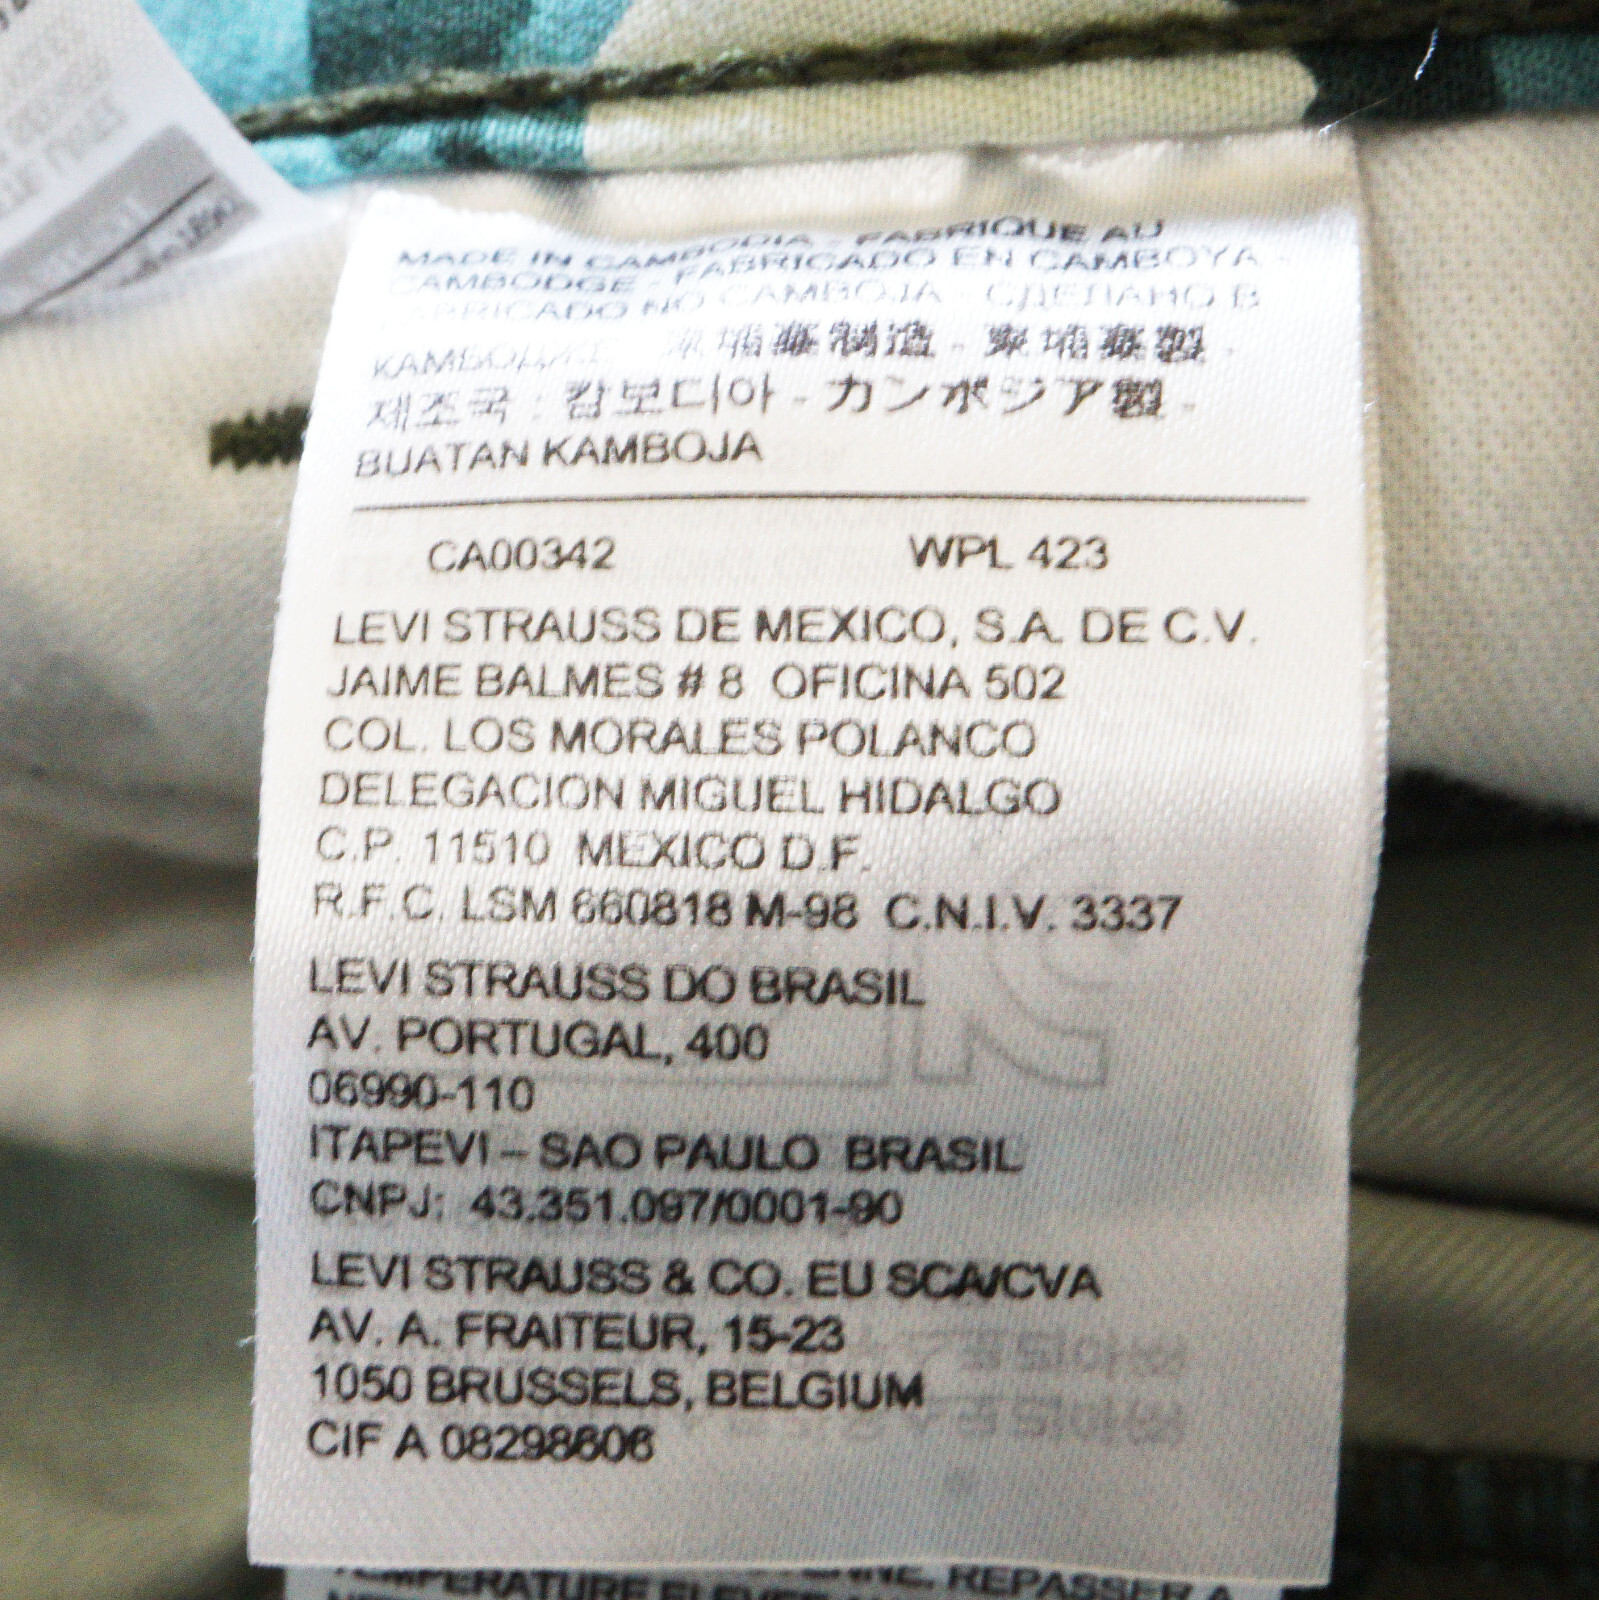 MADE IN CAMBODIA - FABRIQUE AU
CAMBODGE - FABRICADO EN CAMBOYA -
FABRICADO NO CAMBOJA - СДЕЛАНО В
КАМБОДЖЕ - 柬埔寨制造 - 柬埔寨製 -
제조국 : 캄보디아 - カンボジア製 -
BUATAN KAMBOJA
CA00342 WPL 423
LEVI STRAUSS DE MEXICO, S.A. DE C.V.
JAIME BALMES # 8 OFICINA 502
COL. LOS MORALES POLANCO
DELEGACION MIGUEL HIDALGO
C.P. 11510 MEXICO D.F.
R.F.C. LSM 660818 M-98 C.N.I.V. 3337
LEVI STRAUSS DO BRASIL
AV. PORTUGAL, 400
06990-110
ITAPEVI – SAO PAULO BRASIL
CNPJ: 43.351.097/0001-90
LEVI STRAUSS & CO. EU SCA/CVA
AV. A. FRAITEUR, 15-23
1050 BRUSSELS, BELGIUM
CIF A 08298606
REPASSER A